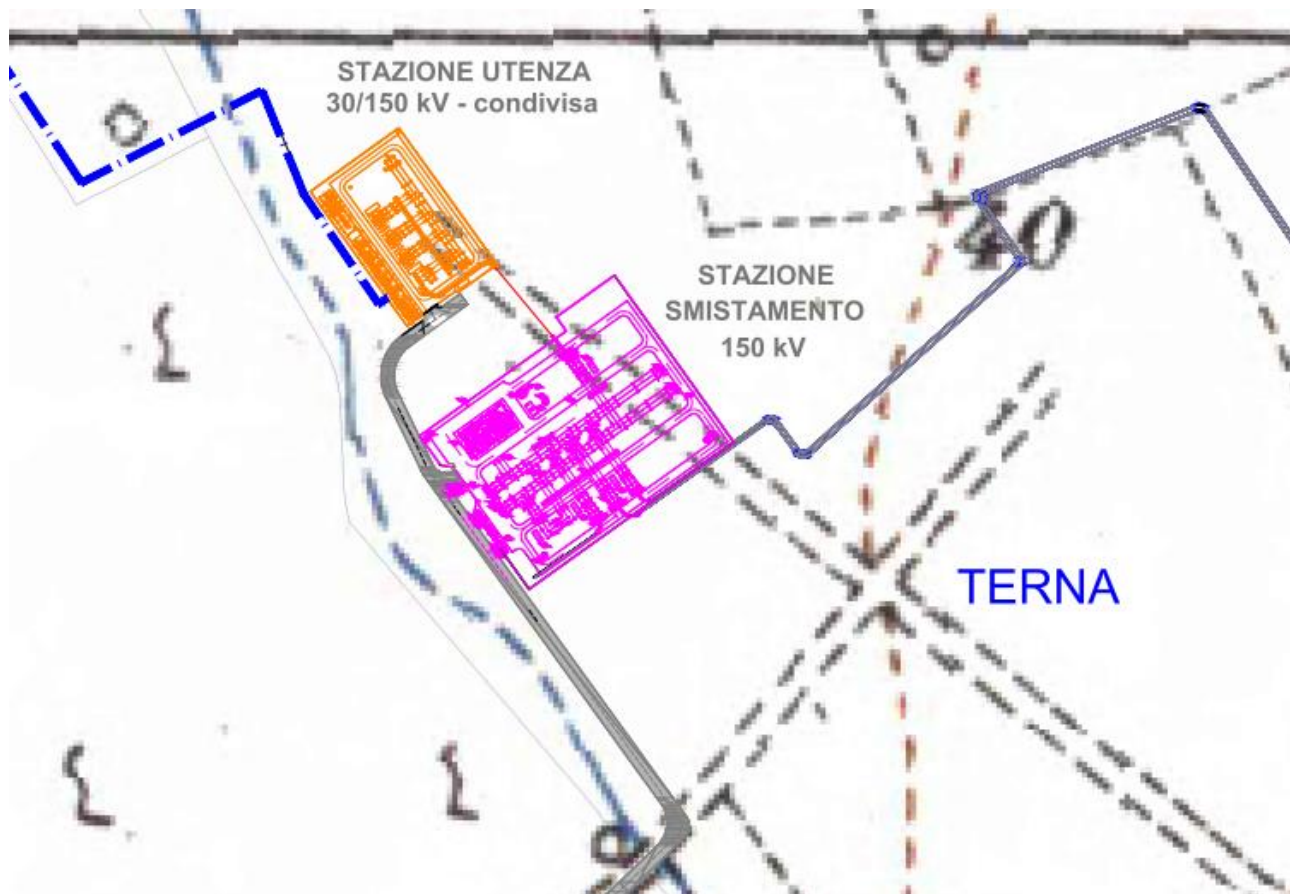 STAZIONE UTENZA
30/150 kV - condivisa
40
STAZIONE
SMISTAMENTO
150 kV
TERNA